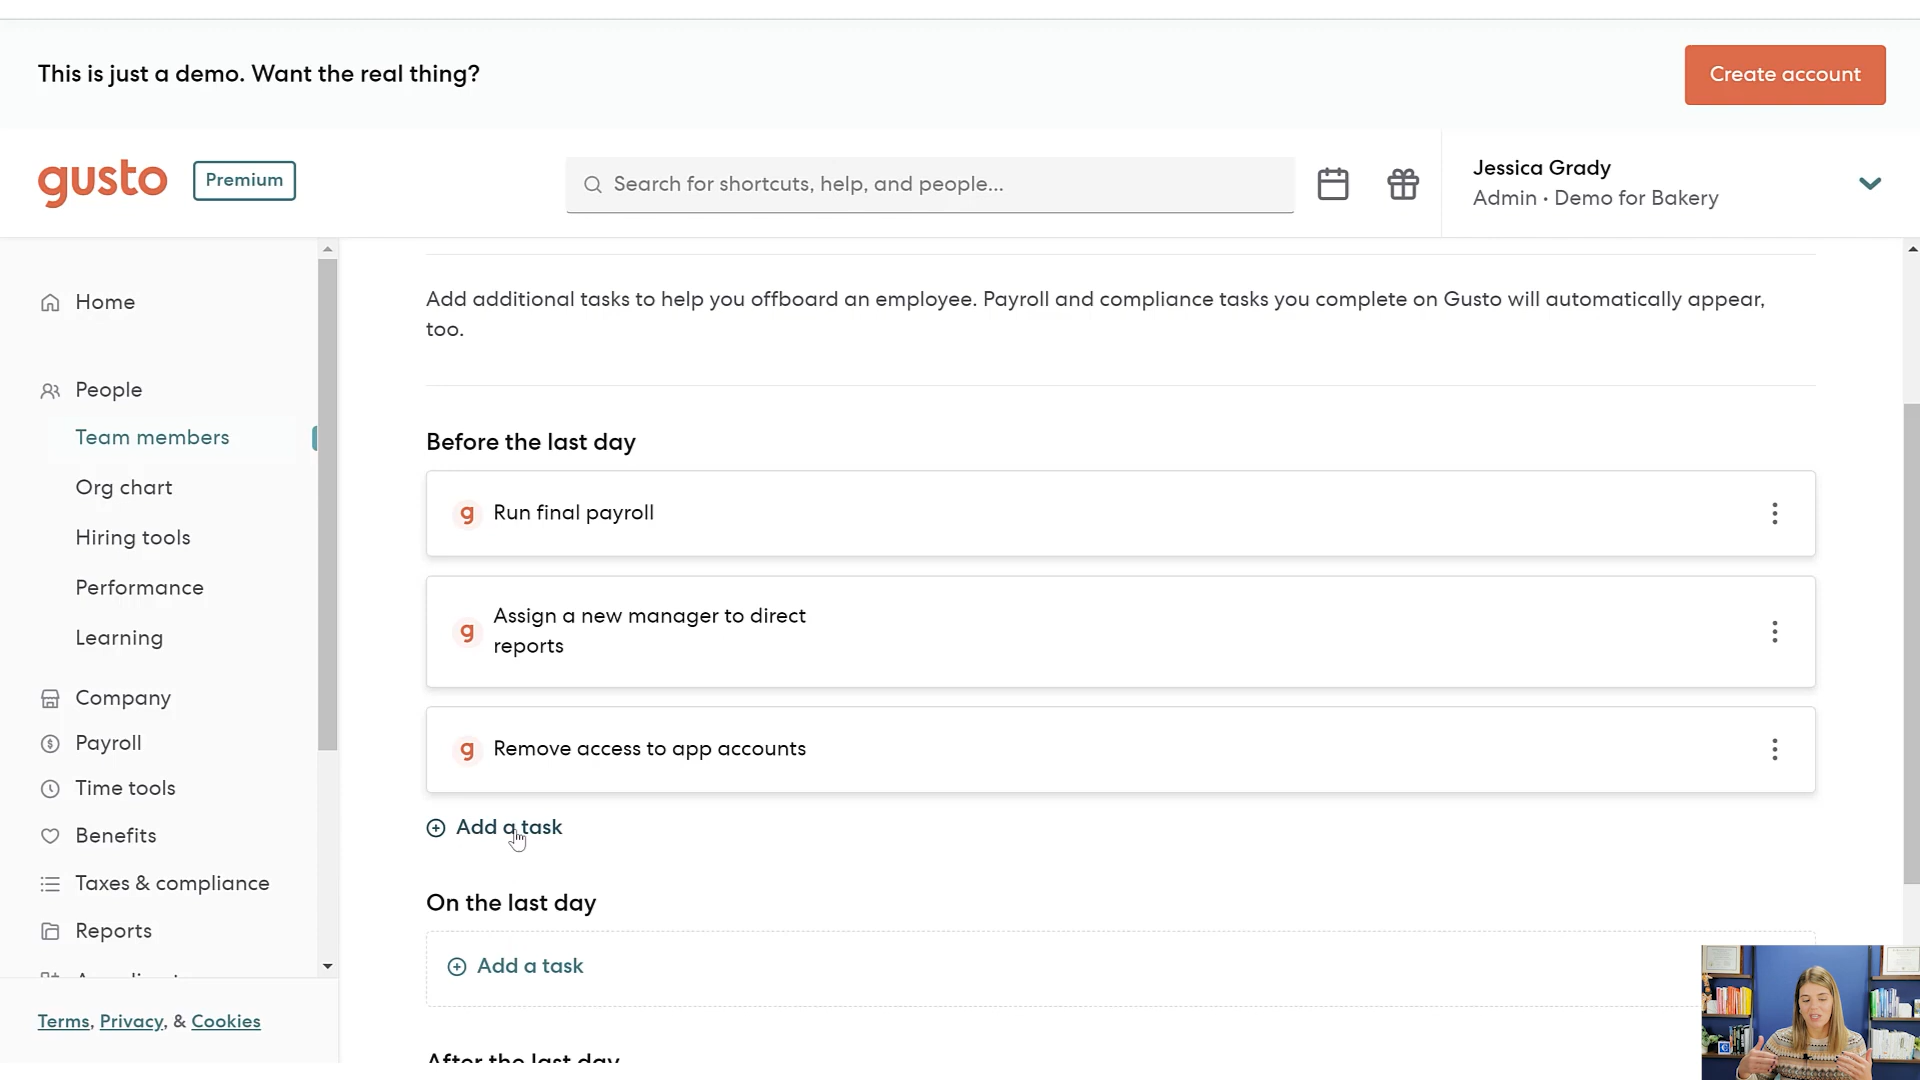 This is just a demo. Want the real thing?
Create account
gusto
Premium
Search for shortcuts, help, and people...
Jessica Grady
Admin • Demo for Bakery
Home
People
Team members
Org chart
Hiring tools
Performance
Learning
Company
Payroll
Time tools
Benefits
Taxes & compliance
Reports
Terms, Privacy, & Cookies
Add additional tasks to help you offboard an employee. Payroll and compliance tasks you complete on Gusto will automatically appear,
too.
Before the last day
g Run final payroll
g Assign a new manager to direct
reports
g Remove access to app accounts
Add a task
On the last day
Add a task
After the last day